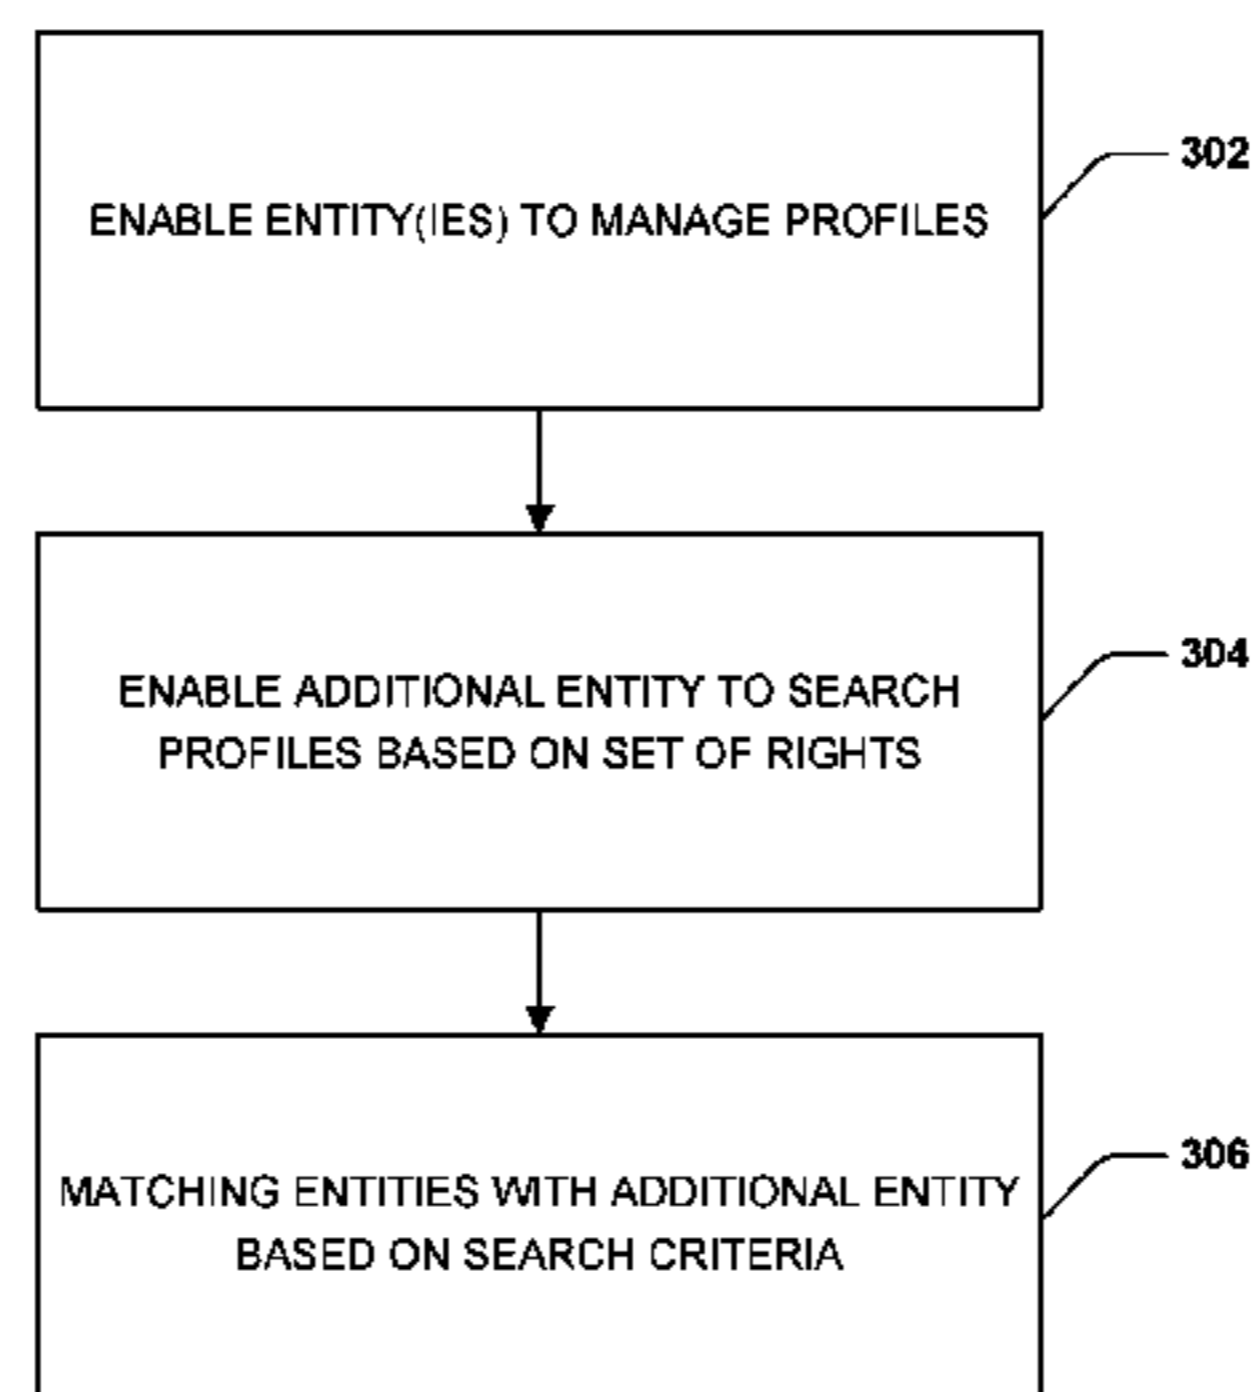 302
ENABLE ENTITY(IES) TO MANAGE PROFILES
304
ENABLE ADDITIONAL ENTITY TO SEARCH
PROFILES BASED ON SET OF RIGHTS
306
MATCHING ENTITIES WITH ADDITIONAL ENTITY
BASED ON SEARCH CRITERIA